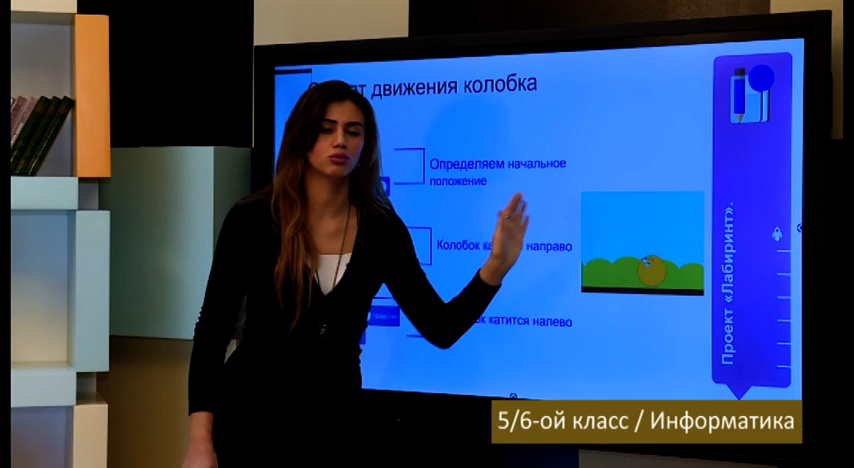 движения колобка
Определяем начальное
положение
Колобок направо
катится налево
Проект «Лабиринт».
5/6-ой класс / Информатика